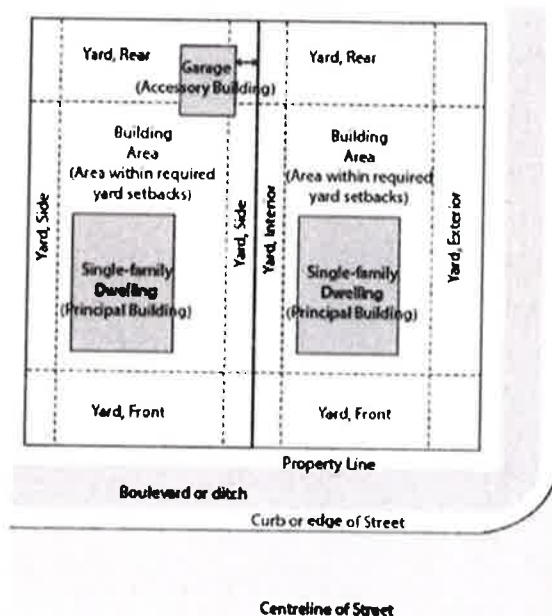 Yard, Rear
Garage
(Accessory Building)
Yard, Rear
Building
Area
(Area within required
yard setbacks)
Building
Area
(Area within required
yard setbacks)
Yard, Side
Yard, Side
Yard, Interior
Yard, Exterior
Single-family
Dwelling
(Principal Building)
Single-family
Dwelling
(Principal Building)
Yard, Front
Yard, Front
Property Line
Boulevard or ditch
Curb or edge of Street
Centreline of Street